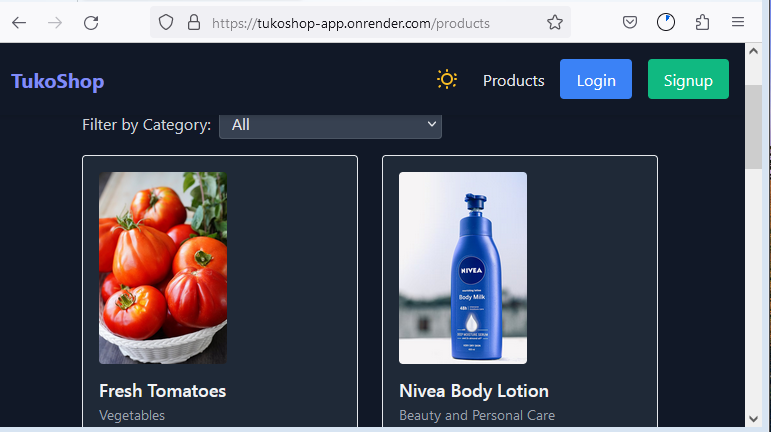 https://tukoshop-app.onrender.com/products
TukoShop
Products
Login
Signup
Filter by Category:
All
NIVEA
Body Milk
Fresh Tomatoes
Nivea Body Lotion
Vegetables
Beauty and Personal Care